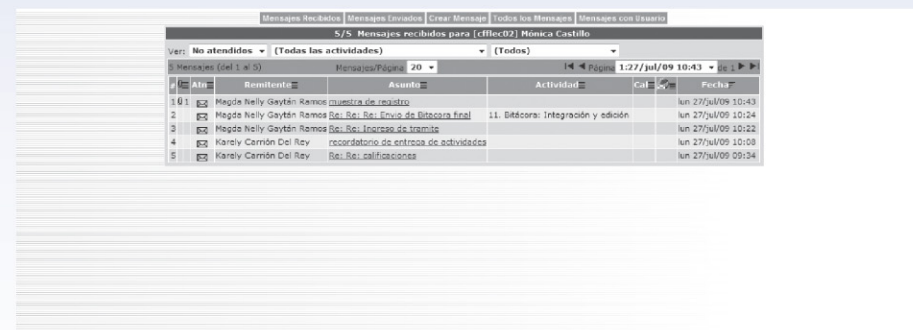 Mensajes Recibidos Mensajes Enviados Crear Mensaje Todos los Mensajes Mensajes con Usuario
5/5 Mensajes recibidos para [cfflec02] Mónica Castillo
Ver: No atendidos (Todas las actividades) (Todos)
5 Mensajes (del 1 al 5) Mensajes/Página 20 Página 1:27/jul/09 10:43 de 1
# Atn Remitente Asunto Actividad Cal Fecha
1 1 Magda Nelly Gaytán Ramos muestra de registro lun 27/jul/09 10:43
2 Magda Nelly Gaytán Ramos Re: Re: Re: Envio de Bitacora final 11. Bitácora: Integración y edición lun 27/jul/09 10:24
3 Magda Nelly Gaytán Ramos Re: Re: Ingreso de tramite lun 27/jul/09 10:22
4 Karely Carrión Del Rey recordatorio de entrega de actividades lun 27/jul/09 10:08
5 Karely Carrión Del Rey Re: Re: calificaciones lun 27/jul/09 09:34